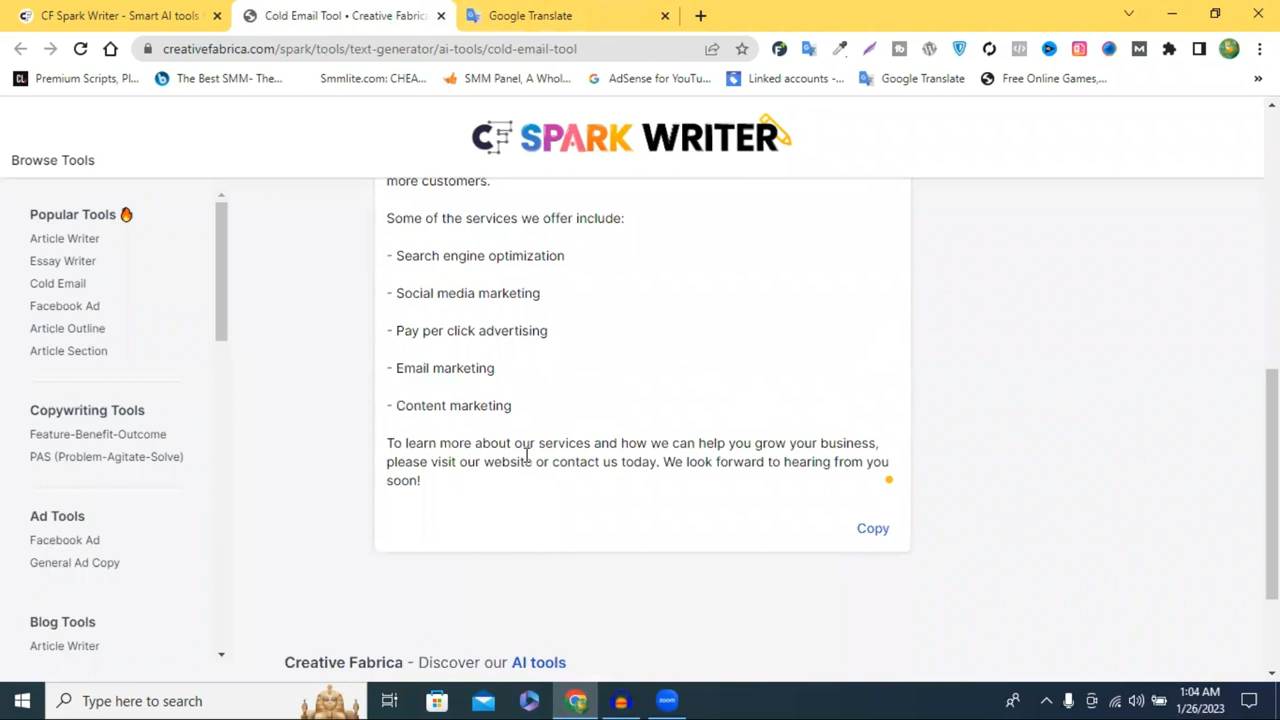 CF Spark Writer - Smart AI tools
Cold Email Tool • Creative Fabrica
Google Translate
creativefabrica.com/spark/tools/text-generator/ai-tools/cold-email-tool
Premium Scripts, Pl...
The Best SMM- The...
Smmlite.com: CHEA...
SMM Panel, A Whol...
AdSense for YouTu...
Linked accounts -...
Google Translate
Free Online Games,...
CF SPARK WRITER
Browse Tools
Popular Tools
Article Writer
Essay Writer
Cold Email
Facebook Ad
Article Outline
Article Section
Copywriting Tools
Feature-Benefit-Outcome
PAS (Problem-Agitate-Solve)
Ad Tools
Facebook Ad
General Ad Copy
Blog Tools
Article Writer
more customers.
Some of the services we offer include:
- Search engine optimization
- Social media marketing
- Pay per click advertising
- Email marketing
- Content marketing
To learn more about our services and how we can help you grow your business,
please visit our website or contact us today. We look forward to hearing from you
soon!
Copy
Creative Fabrica - Discover our AI tools
Type here to search
zoom
1:04 AM
1/26/2023